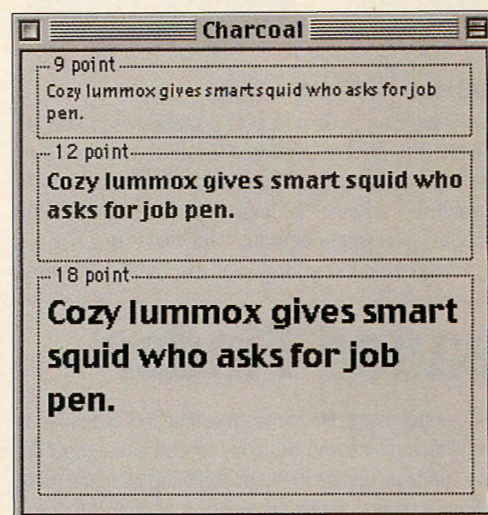 Charcoal
9 point
Cozy lummox gives smart squid who asks for job
pen.
12 point
Cozy lummox gives smart squid who
asks for job pen.
18 point
Cozy lummox gives smart
squid who asks for job
pen.